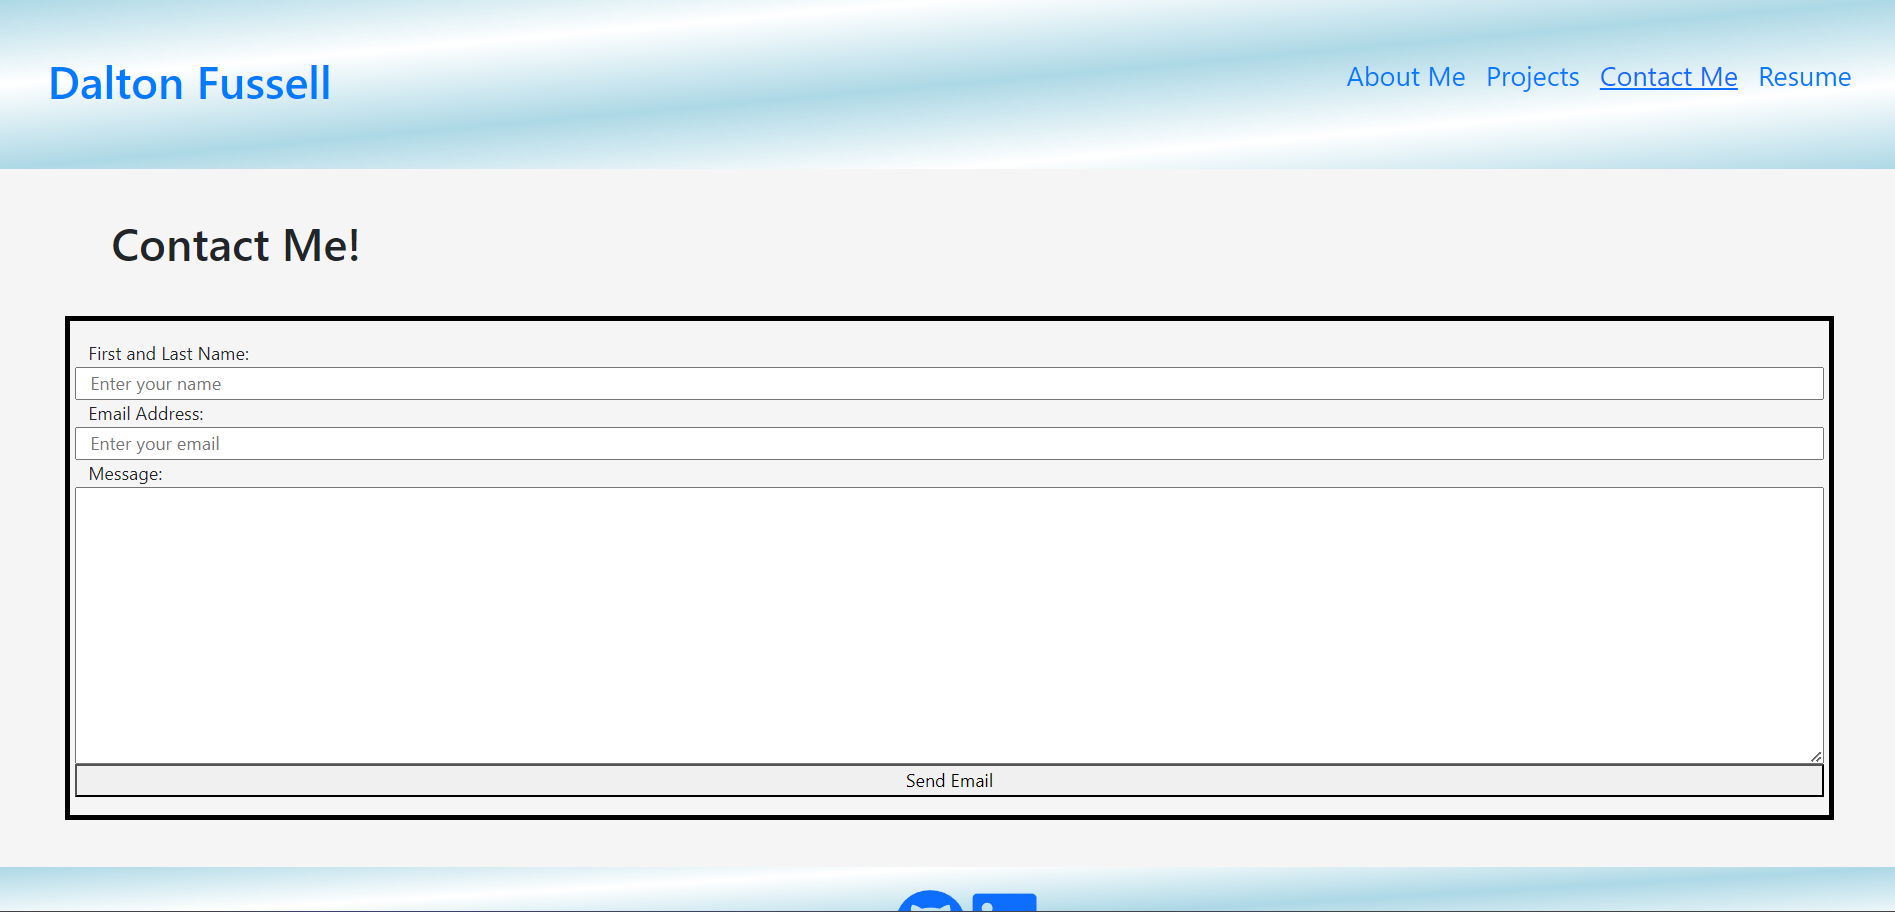 Dalton Fussell
About Me Projects Contact Me Resume
Contact Me!
First and Last Name:
Enter your name
Email Address:
Enter your email
Message:
Send Email